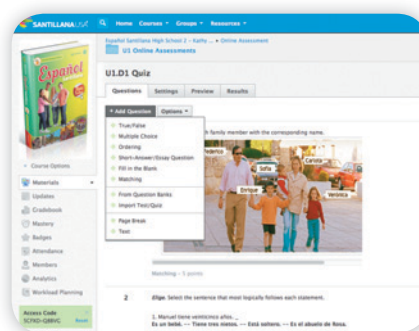 SANTILLANA USA
Home Courses Groups Resources
Español Santillana High School 2 - Kathy ... Online Assessment
U1 Online Assessments
Español
U1.D1 Quiz
Questions Settings Preview Results
+ Add Question Options
True/False
Multiple Choice
Ordering
Short-Answer/Essay Question
Fill in the Blank
Matching
From Question Banks
Import Test/Quiz
Page Break
Text
h family member with the corresponding name.
Federico
Sofía
Carlota
Enrique
Verónica
Matching - 5 points
Course Options
Materials
Updates
Gradebook
Mastery
Badges
Attendance
Members
Analytics
Workload Planning
Access Code
Reset
2 Elige. Select the sentence that most logically follows each statement.
1. Manuel tiene veinticinco años. _
Es un bebé. -- Tiene tres nietos. -- Está soltero. -- Es el abuelo de Rosa.